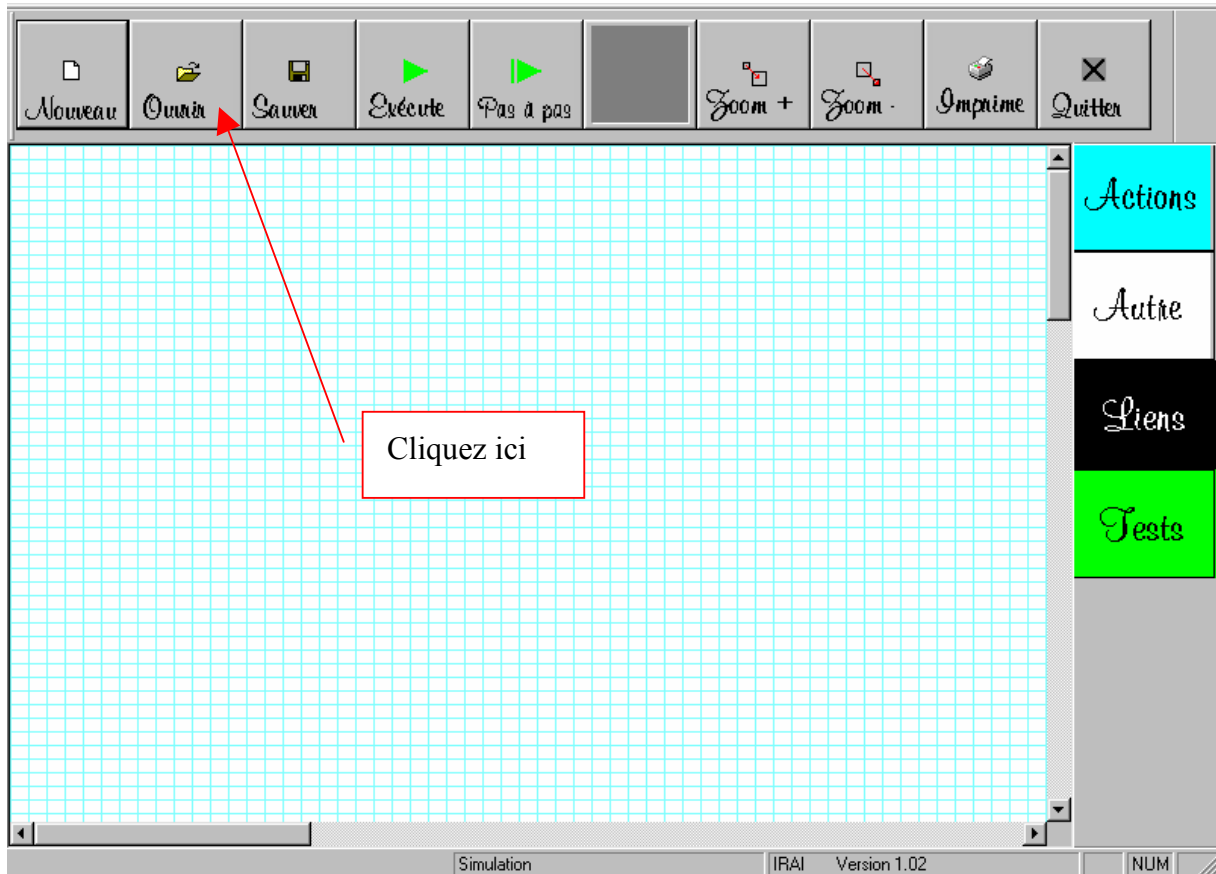 Nouveau
Ouvrir
Sauver
Exécute
Pas à pas
Zoom +
Zoom -
Imprime
Quitter
Actions
Autre
Liens
Tests
Cliquez ici
Simulation
IRAI Version 1.02
NUM